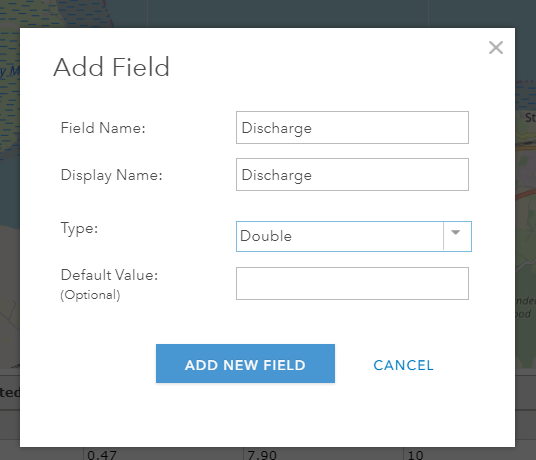 Add Field
Field Name: Discharge
Display Name: Discharge
Type: Double
Default Value:
(Optional)
ADD NEW FIELD CANCEL
0.47 7.90 10